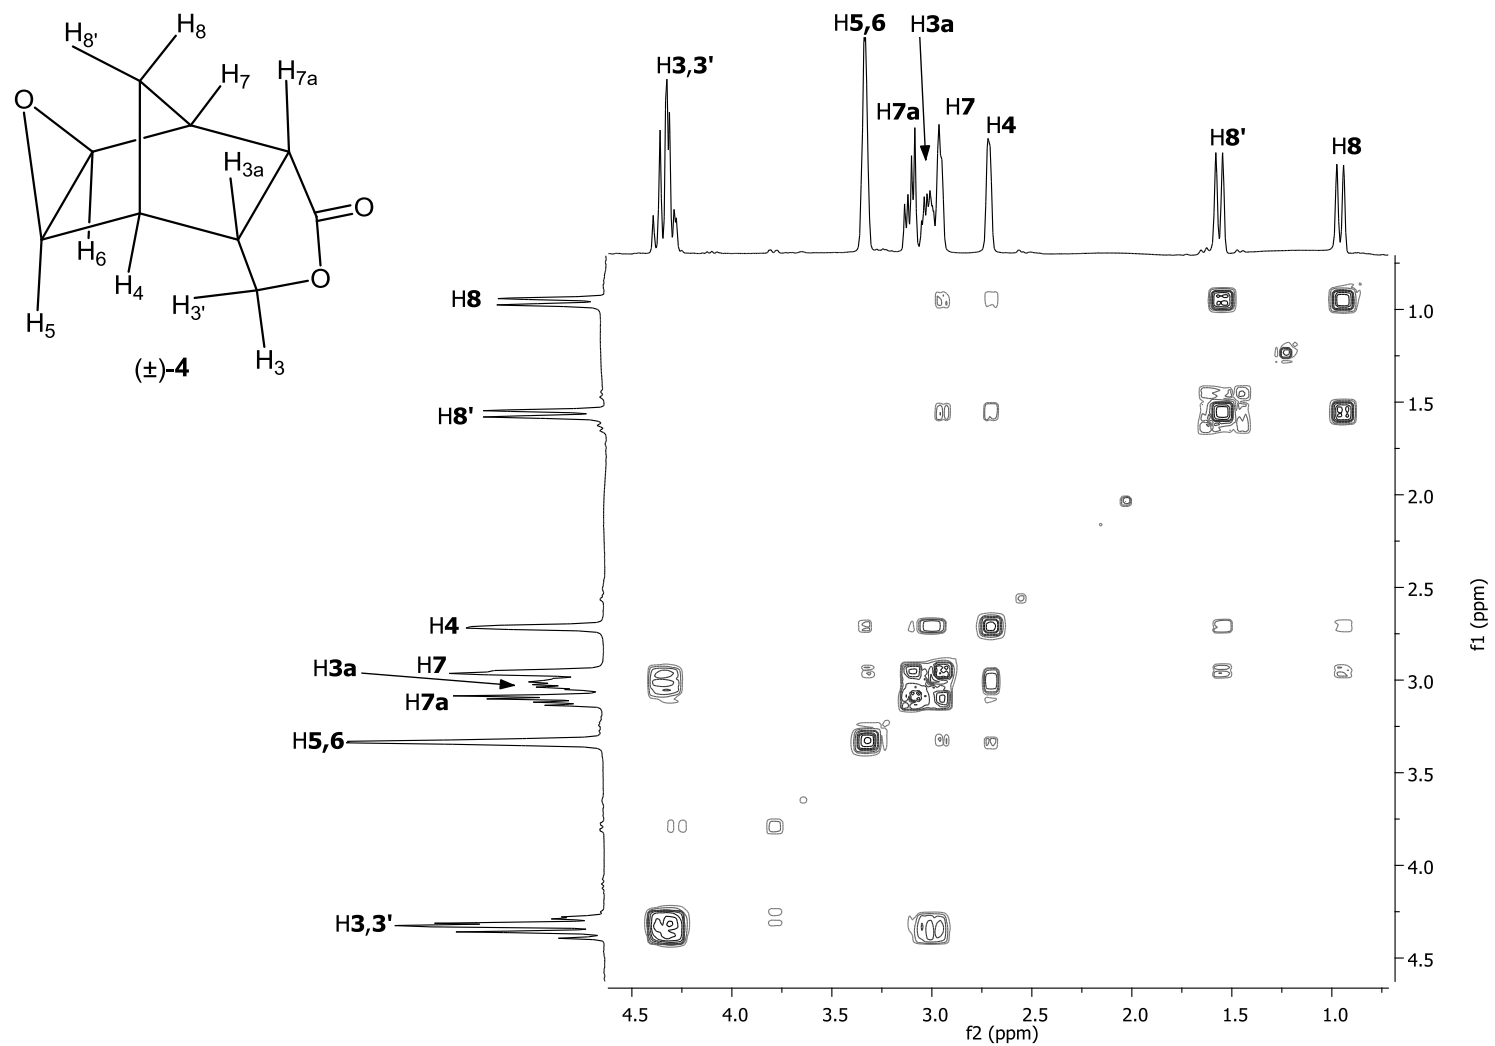 H8'
H8
O
H7
H7a
H3a
O
H6
H4
O
H3'
H5
H3
(±)-4
H5,6
H3a
H3,3'
H7a
H7
H4
H8'
H8
H8
H8'
H4
H3a
H7
H7a
H5,6
H3,3'
1.0
1.5
2.0
2.5
3.0
3.5
4.0
4.5
f1 (ppm)
4.5 4.0 3.5 3.0 2.5 2.0 1.5 1.0
f2 (ppm)